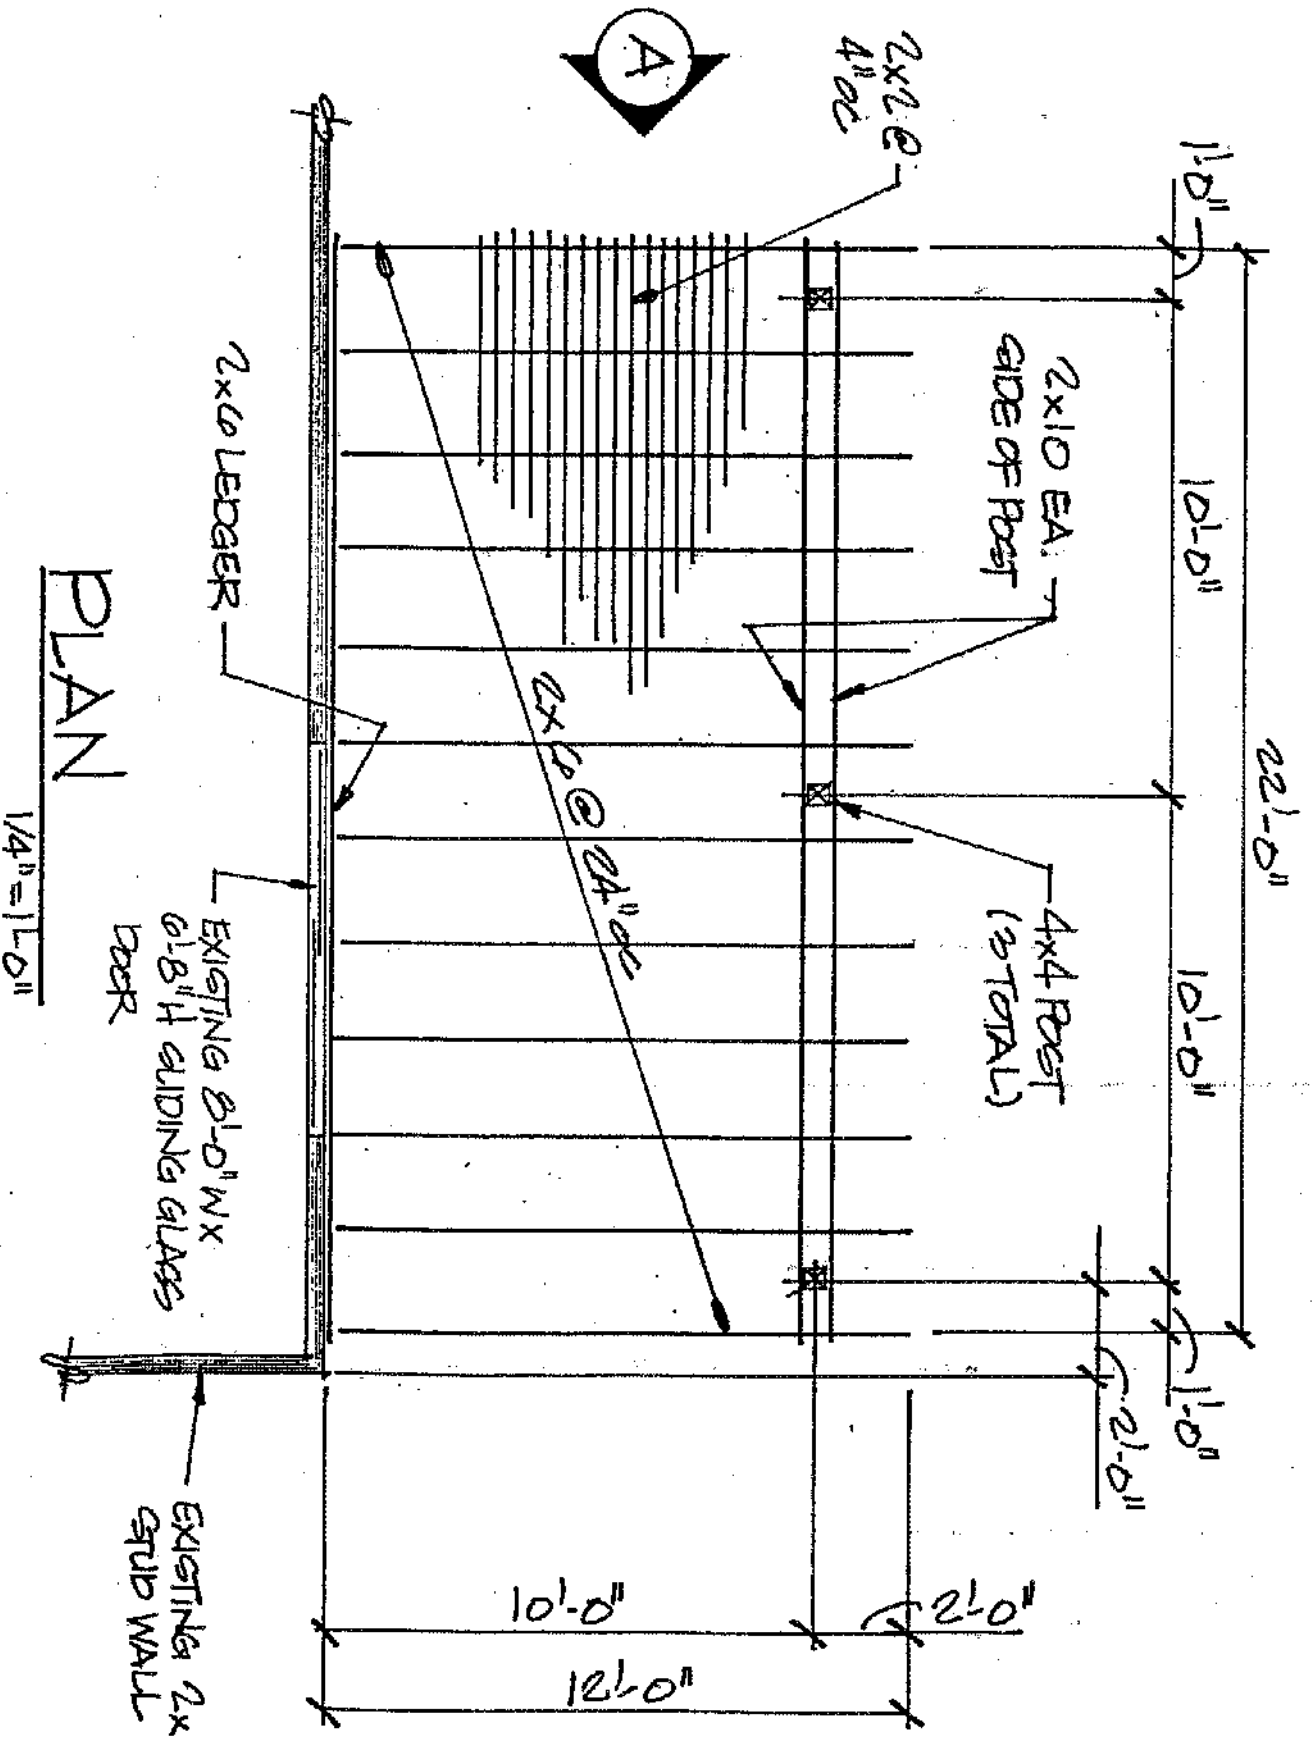 A
2x2 @
4" OC
1'-0"
10'-0"
10'-0"
1'-0"
22'-0"
2'-0"
2x10 EA.
SIDE OF POST
4x4 POST
(3 TOTAL)
2x6 @ 24" OC
2x6 LEDGER
EXISTING 8'-0" W X
6'-8" H SLIDING GLASS
DOOR
10'-0"
2'-0"
12'-0"
EXISTING 2x
STUD WALL
PLAN
1/4"=1'-0"